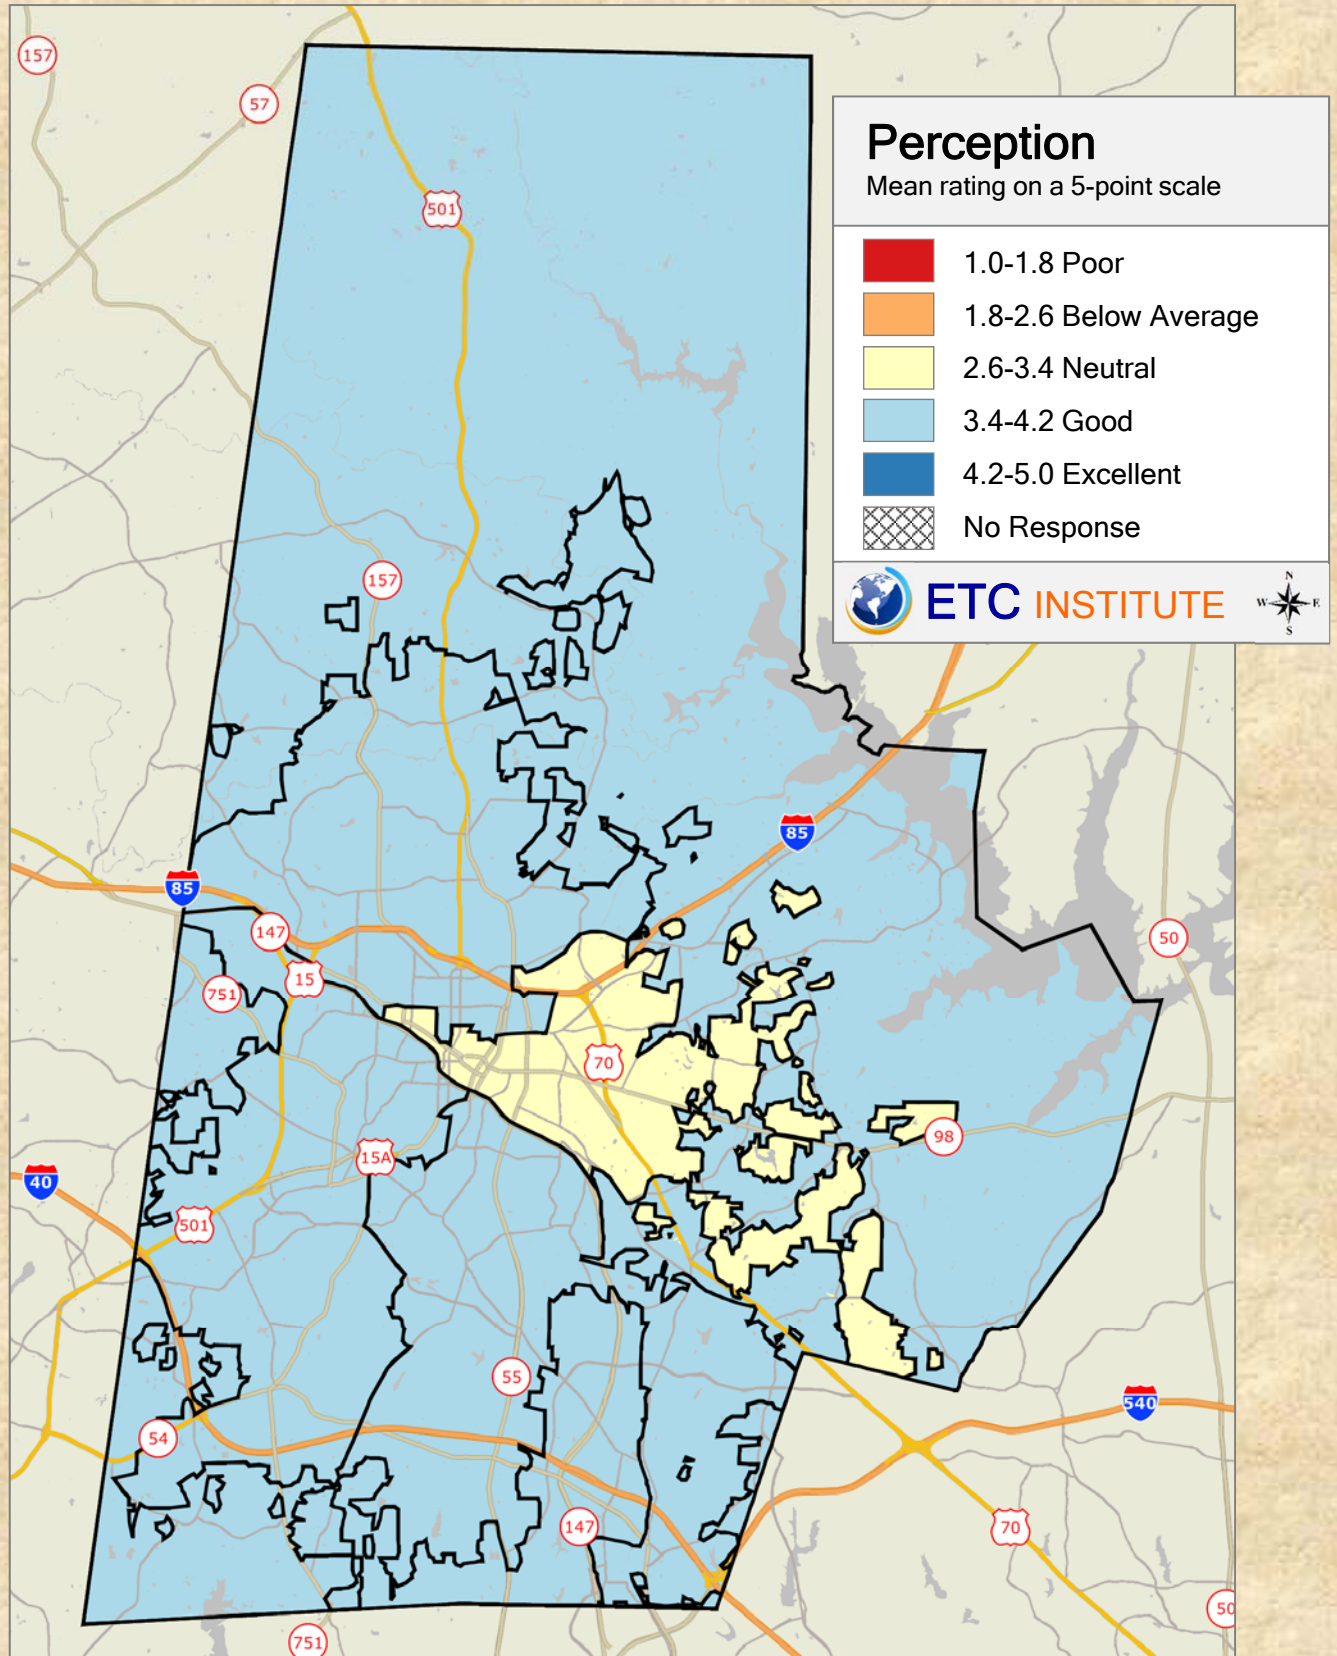 157
57
501
Perception
Mean rating on a 5-point scale
1.0-1.8 Poor
1.8-2.6 Below Average
2.6-3.4 Neutral
3.4-4.2 Good
4.2-5.0 Excellent
No Response
ETC INSTITUTE
N
W E
S
157
85
85
147
50
15
751
70
98
15A
40
501
55
540
54
147
70
50
751